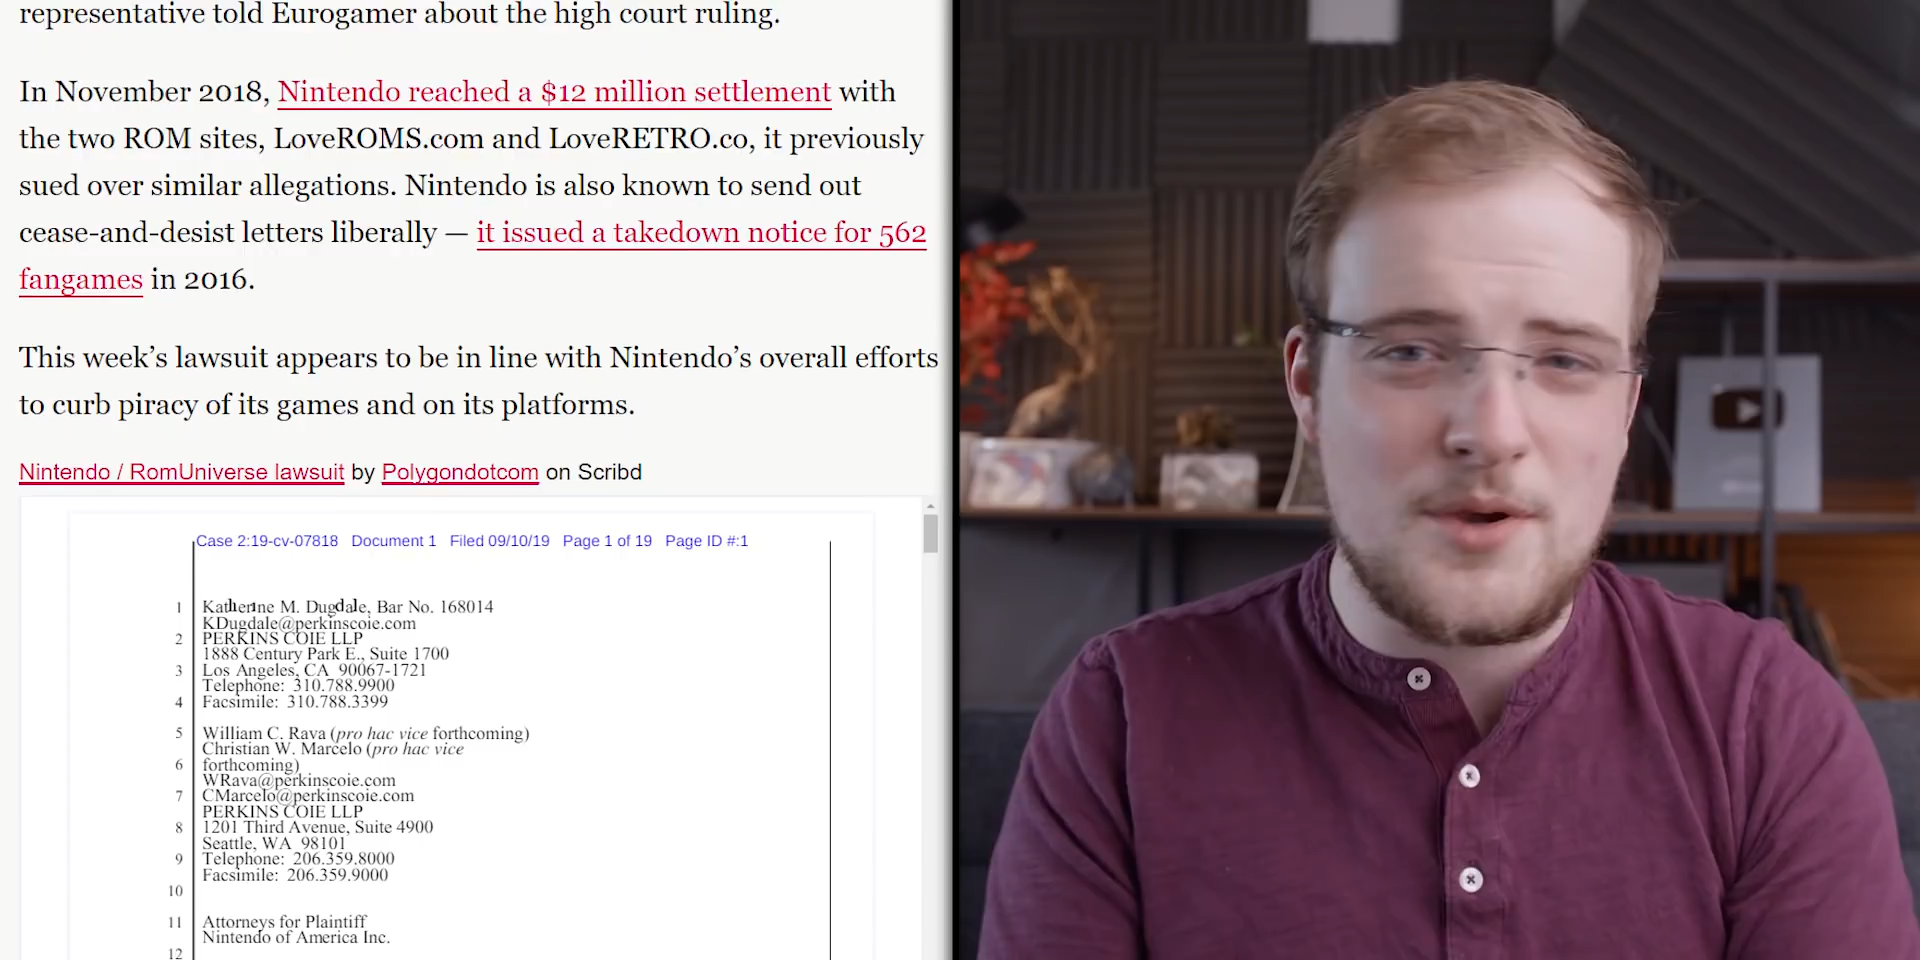 representative told Eurogamer about the high court ruling.
In November 2018, Nintendo reached a $12 million settlement with
the two ROM sites, LoveROMS.com and LoveRETRO.co, it previously
sued over similar allegations. Nintendo is also known to send out
cease-and-desist letters liberally — it issued a takedown notice for 562
fangames in 2016.
This week’s lawsuit appears to be in line with Nintendo’s overall efforts
to curb piracy of its games and on its platforms.
Nintendo / RomUniverse lawsuit by Polygondotcom on Scribd
Case 2:19-cv-07818 Document 1 Filed 09/10/19 Page 1 of 19 Page ID #:1
1 Katherine M. Dugdale, Bar No. 168014
KDugdale@perkinscoie.com
2 PERKINS COIE LLP
1888 Century Park E., Suite 1700
3 Los Angeles, CA 90067-1721
Telephone: 310.788.9900
4 Facsimile: 310.788.3399
5 William C. Rava (pro hac vice forthcoming)
Christian W. Marcelo (pro hac vice
6 forthcoming)
WRava@perkinscoie.com
7 CMarcelo@perkinscoie.com
PERKINS COIE LLP
8 1201 Third Avenue, Suite 4900
Seattle, WA 98101
9 Telephone: 206.359.8000
Facsimile: 206.359.9000
10
11 Attorneys for Plaintiff
Nintendo of America Inc.
12